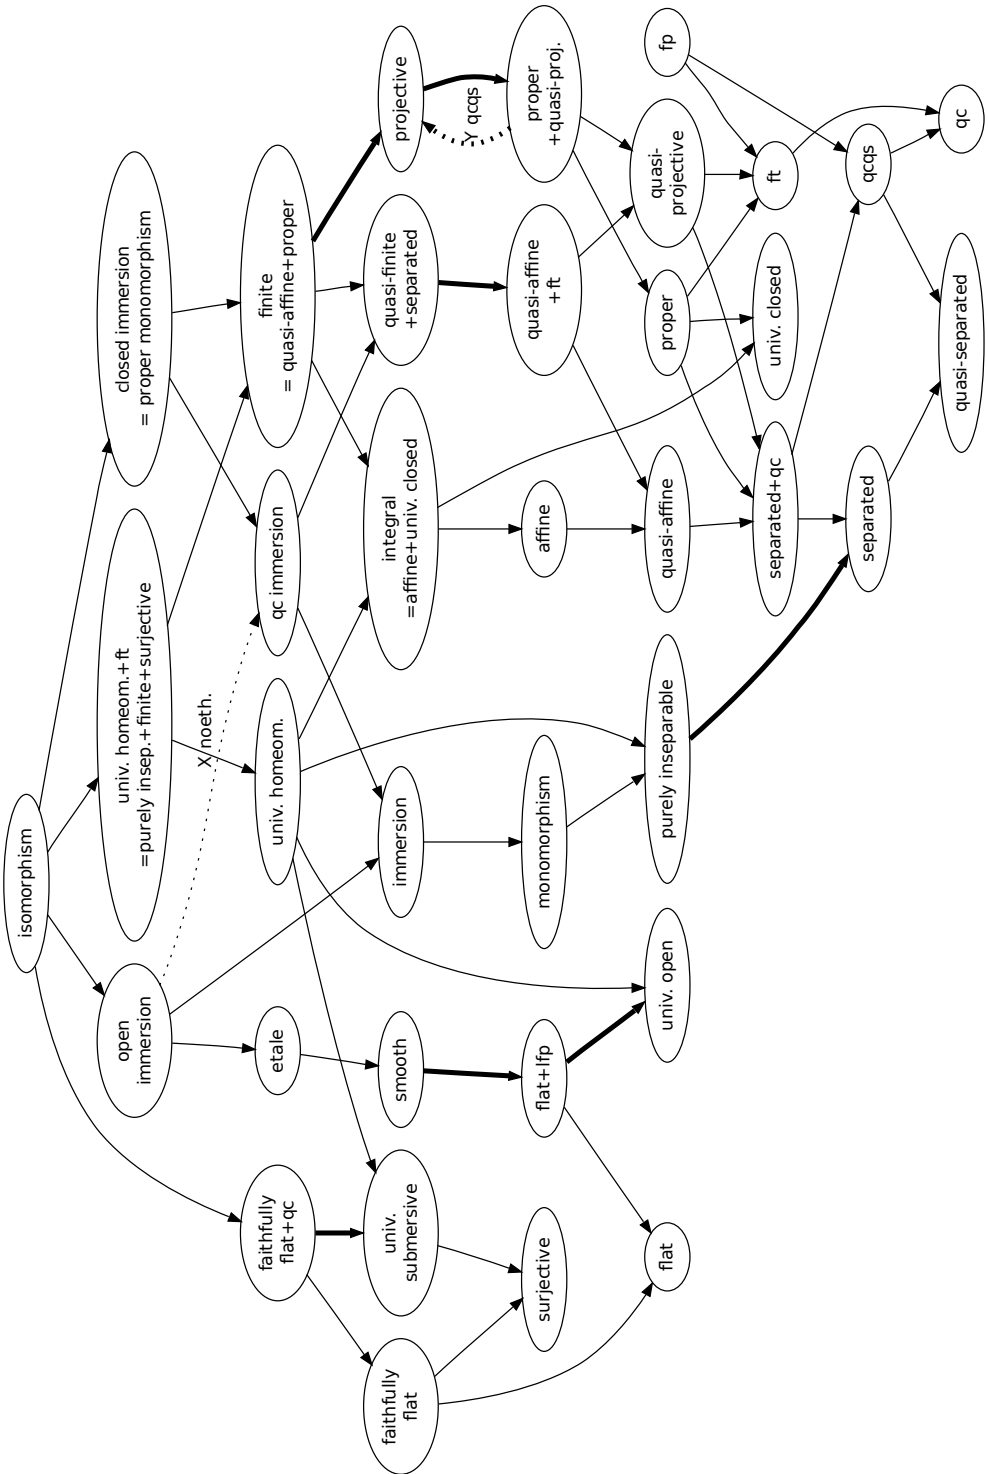 isomorphism
open
immersion
univ. homeom.+ft
=purely insep.+finite+surjective
closed immersion
= proper monomorphism
X noeth.
faithfully
flat+qc
etale
univ. homeom.
qc immersion
finite
= quasi-affine+proper
faithfully
flat
univ.
submersive
smooth
immersion
integral
=affine+univ. closed
quasi-finite
+separated
projective
Y qcqs
surjective
flat+lfp
monomorphism
affine
quasi-affine
+ft
proper
+quasi-proj.
flat
univ. open
purely inseparable
quasi-affine
proper
quasi-
projective
fp
separated+qc
univ. closed
ft
separated
qcqs
quasi-separated
qc